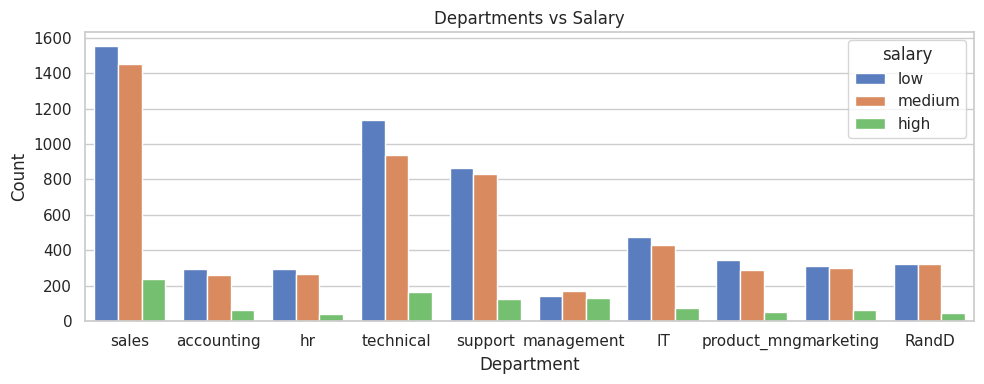 Departments vs Salary
salary
low
medium
high
Count
1600
1400
1200
1000
800
600
400
200
0
sales accounting hr technical support management IT product_mng marketing RandD
Department